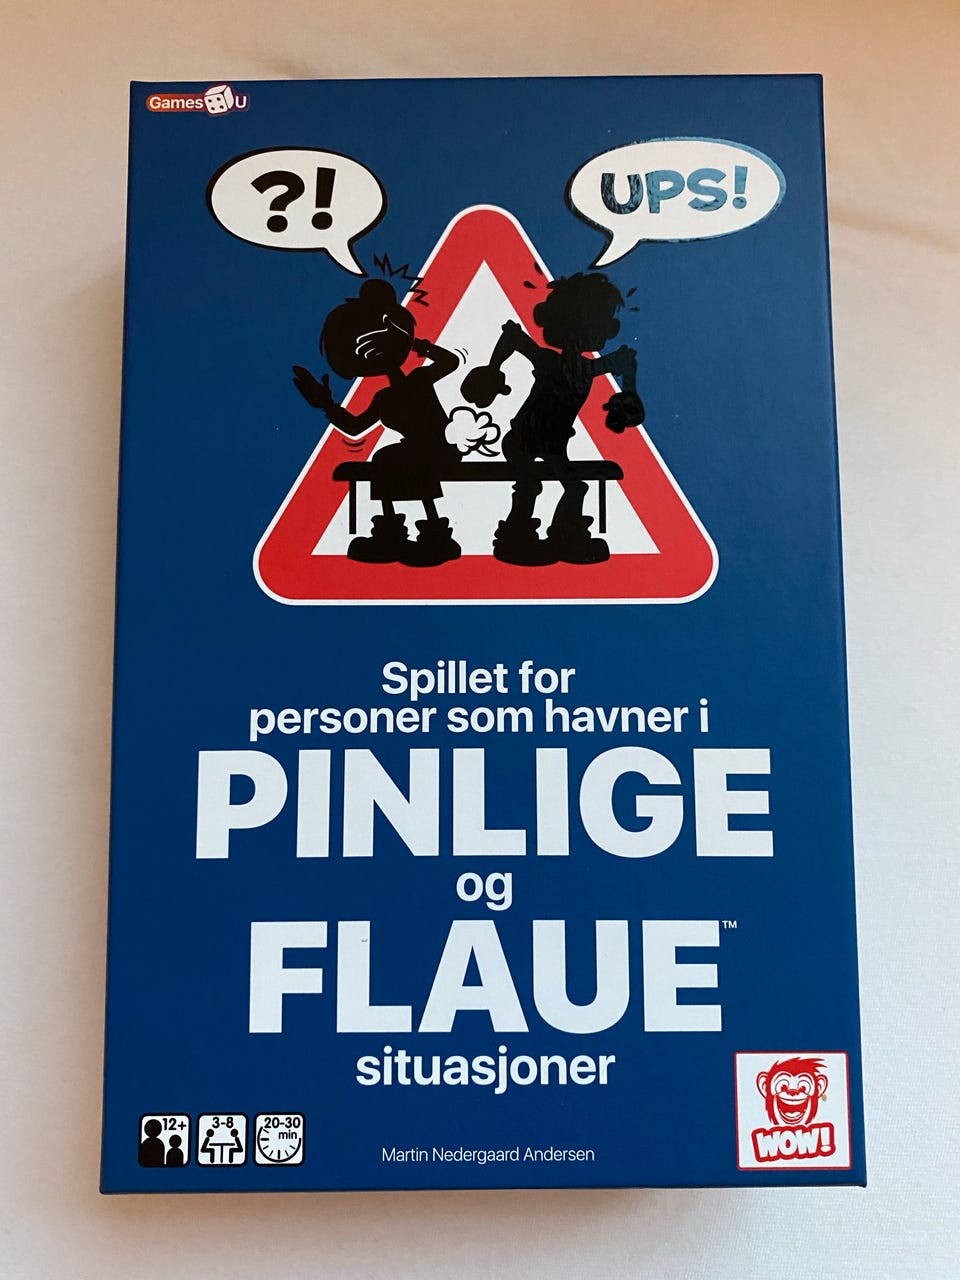 Games U
?!
UPS!
Spillet for
personer som havner i
PINLIGE
og
FLAUE™
situasjoner
12+
3-8
20-30
min
Martin Nedergaard Andersen
WOW!